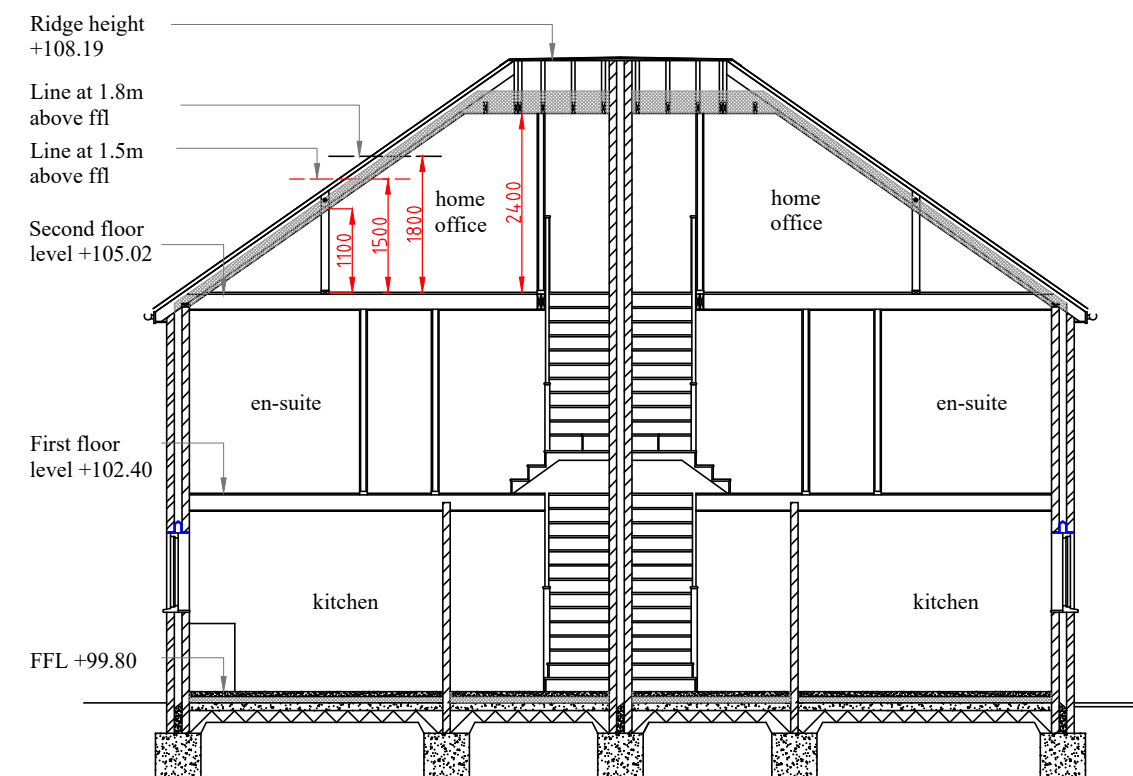 Ridge height
+108.19
Line at 1.8m
above ffl
Line at 1.5m
above ffl
Second floor
level +105.02
First floor
level +102.40
FFL +99.80
1100
1500
1800
2400
home
office
home
office
en-suite
en-suite
kitchen
kitchen